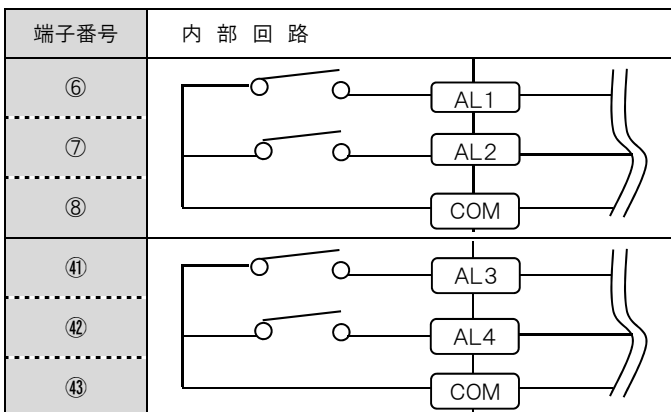 端子番号 内 部 回 路
⑥ AL1
⑦ AL2
⑧ COM
㊶ AL3
㊷ AL4
㊸ COM